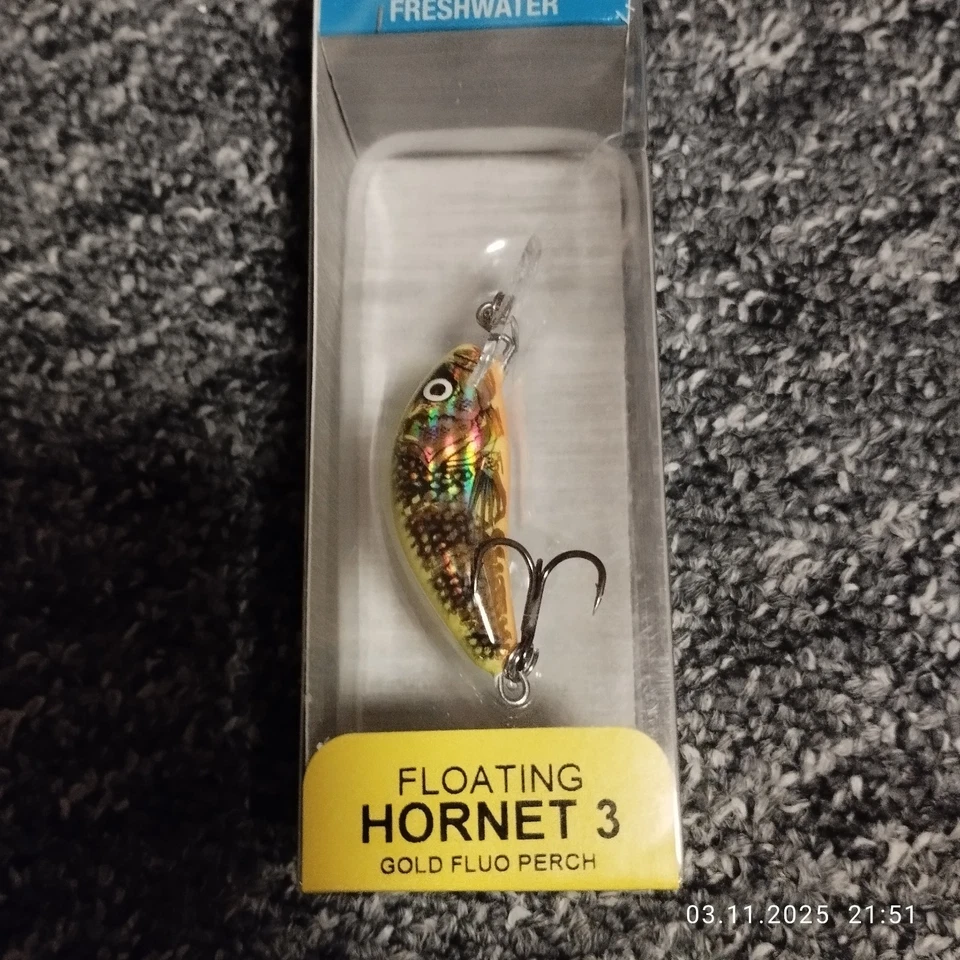 FRESHWATER
FLOATING
HORNET 3
GOLD FLUO PERCH
03.11.2025 21:51